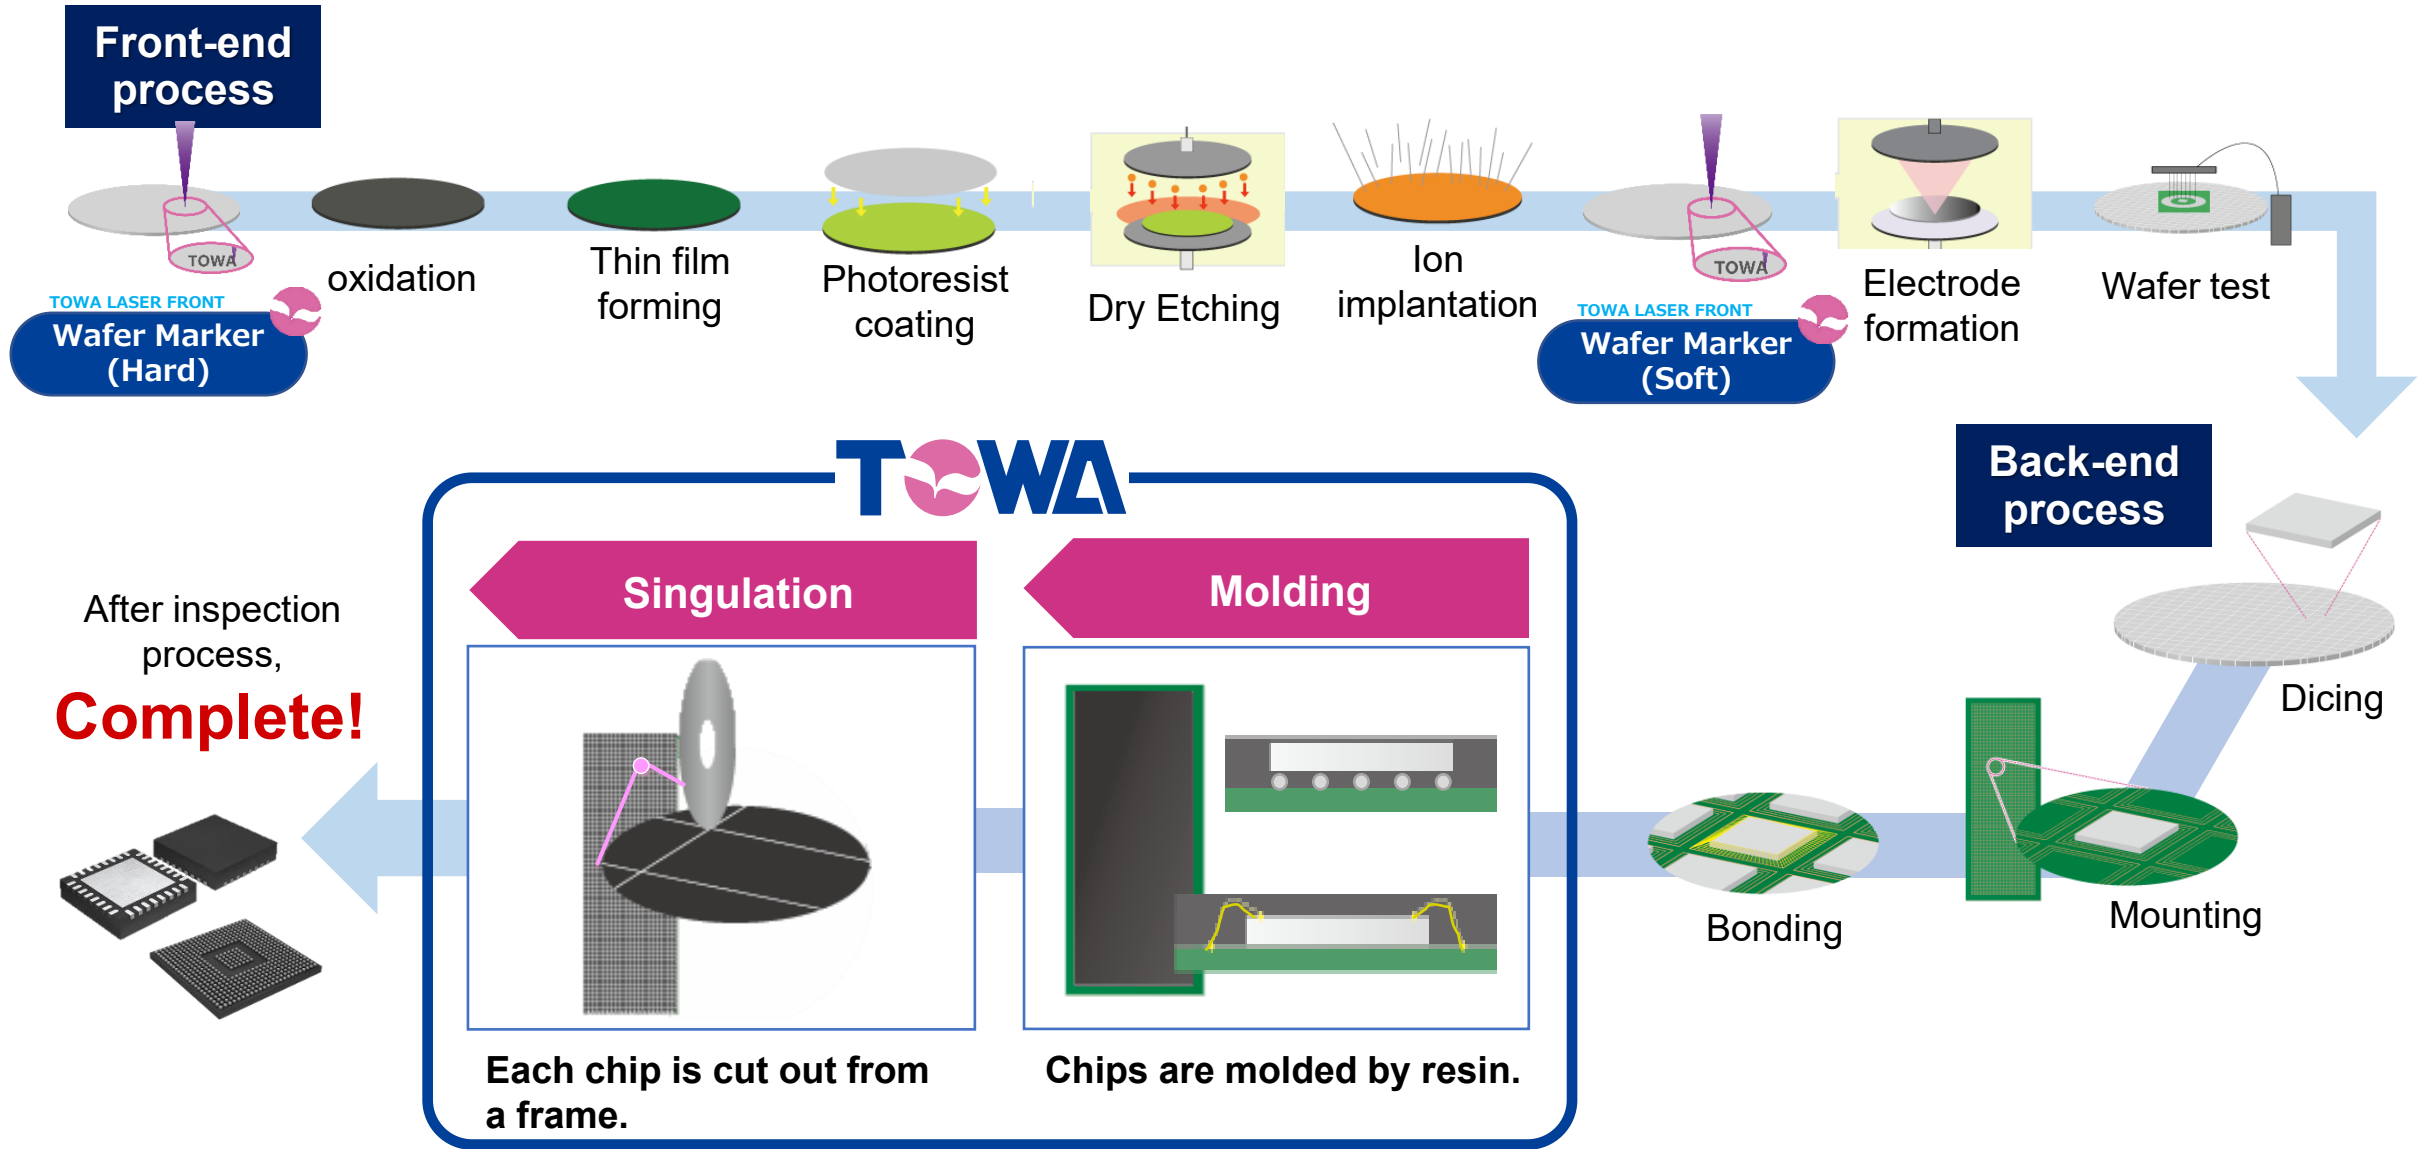 Front-end
process
TOWA
TOWA LASER FRONT
Wafer Marker
(Hard)
oxidation
Thin film
forming
Photoresist
coating
Dry Etching
Ion
implantation
TOWA
TOWA LASER FRONT
Wafer Marker
(Soft)
Electrode
formation
Wafer test
Back-end
process
Dicing
Mounting
Bonding
TOWA
Molding
Chips are molded by resin.
Singulation
Each chip is cut out from
a frame.
After inspection
process,
Complete!